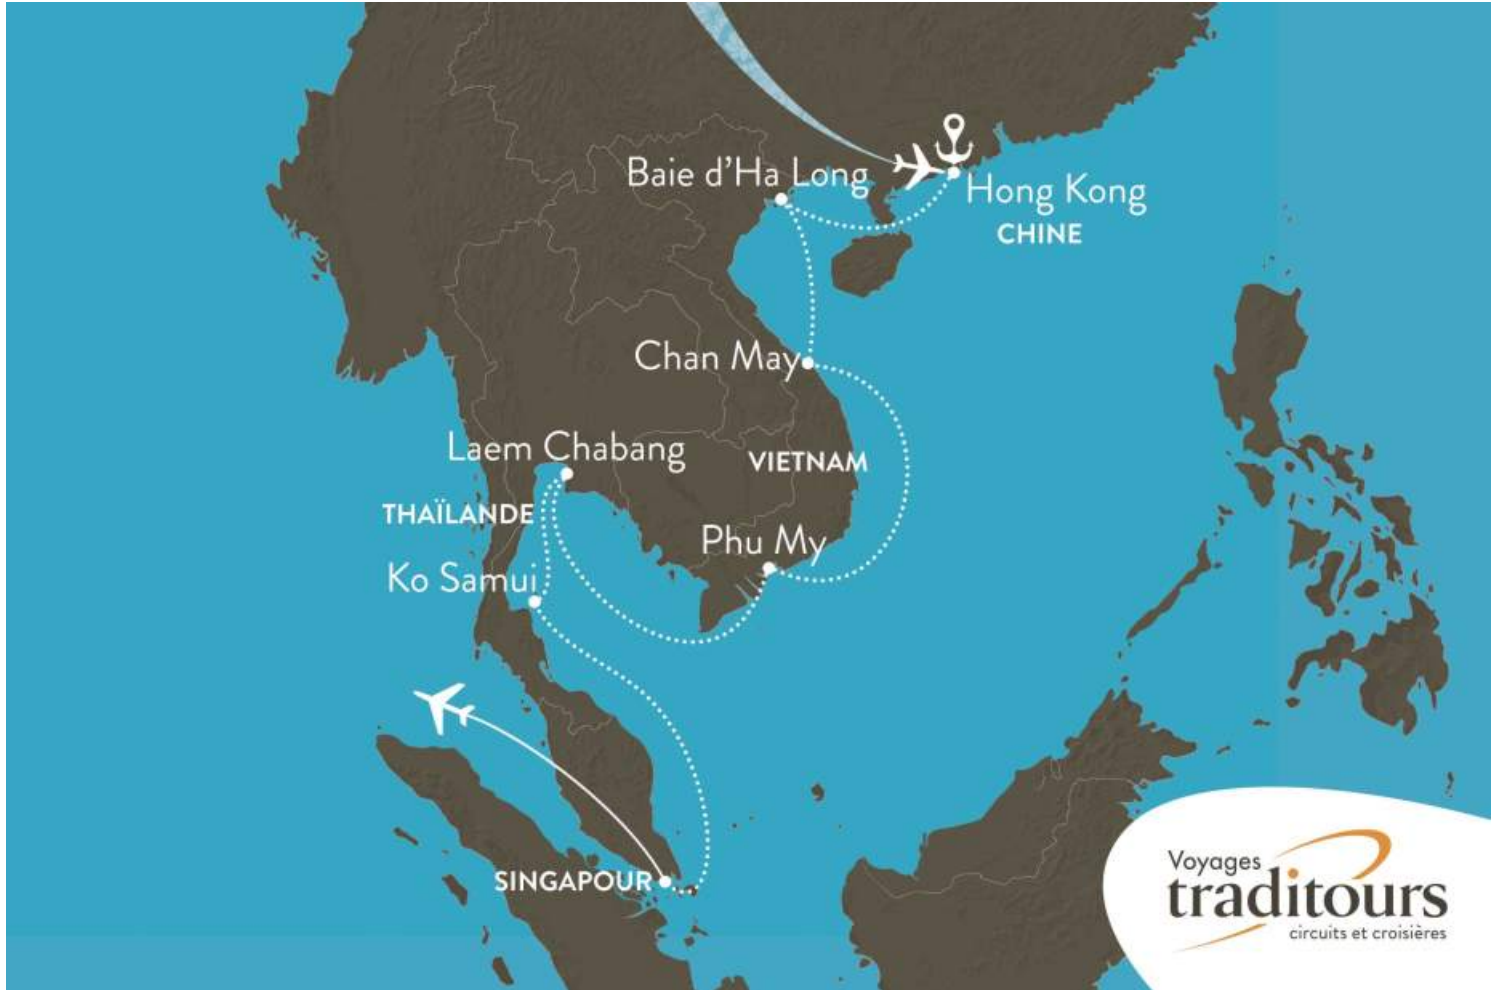 Baie d'Ha Long
Hong Kong
CHINE
Chan May
Laem Chabang
VIETNAM
THAÏLANDE
Phu My
Ko Samui
SINGAPOUR
Voyages
traditours
circuits et croisières